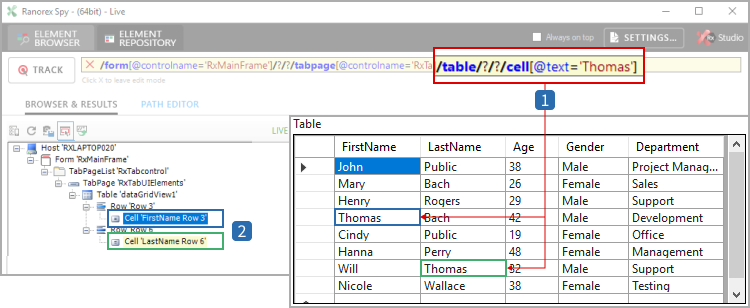 Ranorex Spy - (64bit) - Live
ELEMENT BROWSER
ELEMENT REPOSITORY
Always on top
SETTINGS...
Rx Studio
TRACK
/form[@controlname='RxMainFrame']/?/?/tabpage[@controlname='RxTa
/table/?/?/cell[@text='Thomas']
Click X to leave edit mode
1
BROWSER & RESULTS
PATH EDITOR
LIVE
Host 'RXLAPTOP020'
Form 'RxMainFrame'
TabPageList 'RxTabcontrol'
TabPage 'RxTabUIElements'
Table 'dataGridView1'
Row 'Row 3'
Cell 'FirstName Row 3'
Row 'Row 6'
Cell 'LastName Row 6'
2
Table
FirstName LastName Age Gender Department
John Public 38 Male Project Manag...
Mary Bach 26 Female Sales
Henry Rogers 29 Male Support
Thomas Bach 42 Male Development
Cindy Public 19 Female Office
Hanna Perry 48 Female Management
Will Thomas 32 Male Support
Nicole Wallace 38 Female Testing